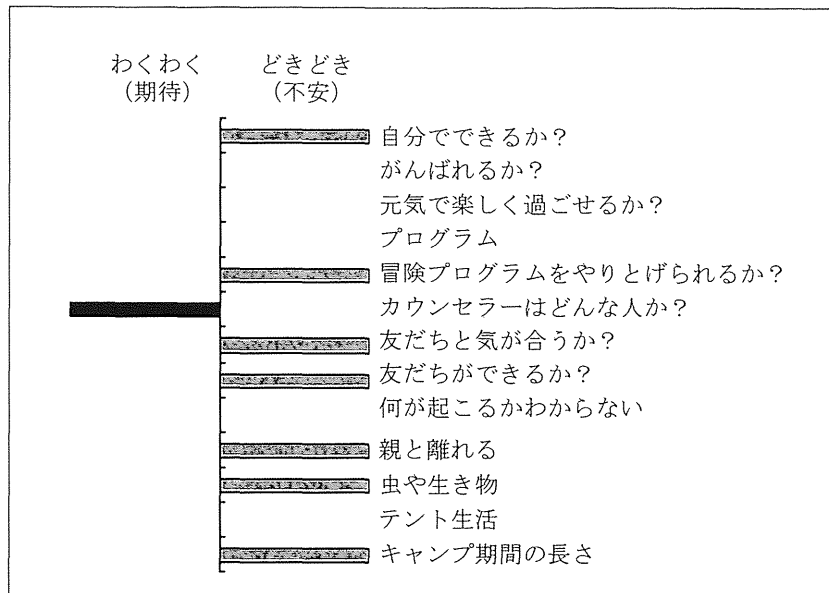 わくわく どきどき
(期待) (不安)
自分でできるか?
がんばれるか?
元気で楽しく過ごせるか?
プログラム
冒険プログラムをやりとげられるか?
カウンセラーはどんな人か?
友だちと気が合うか?
友だちができるか?
何が起こるかわからない
親と離れる
虫や生き物
テント生活
キャンプ期間の長さ